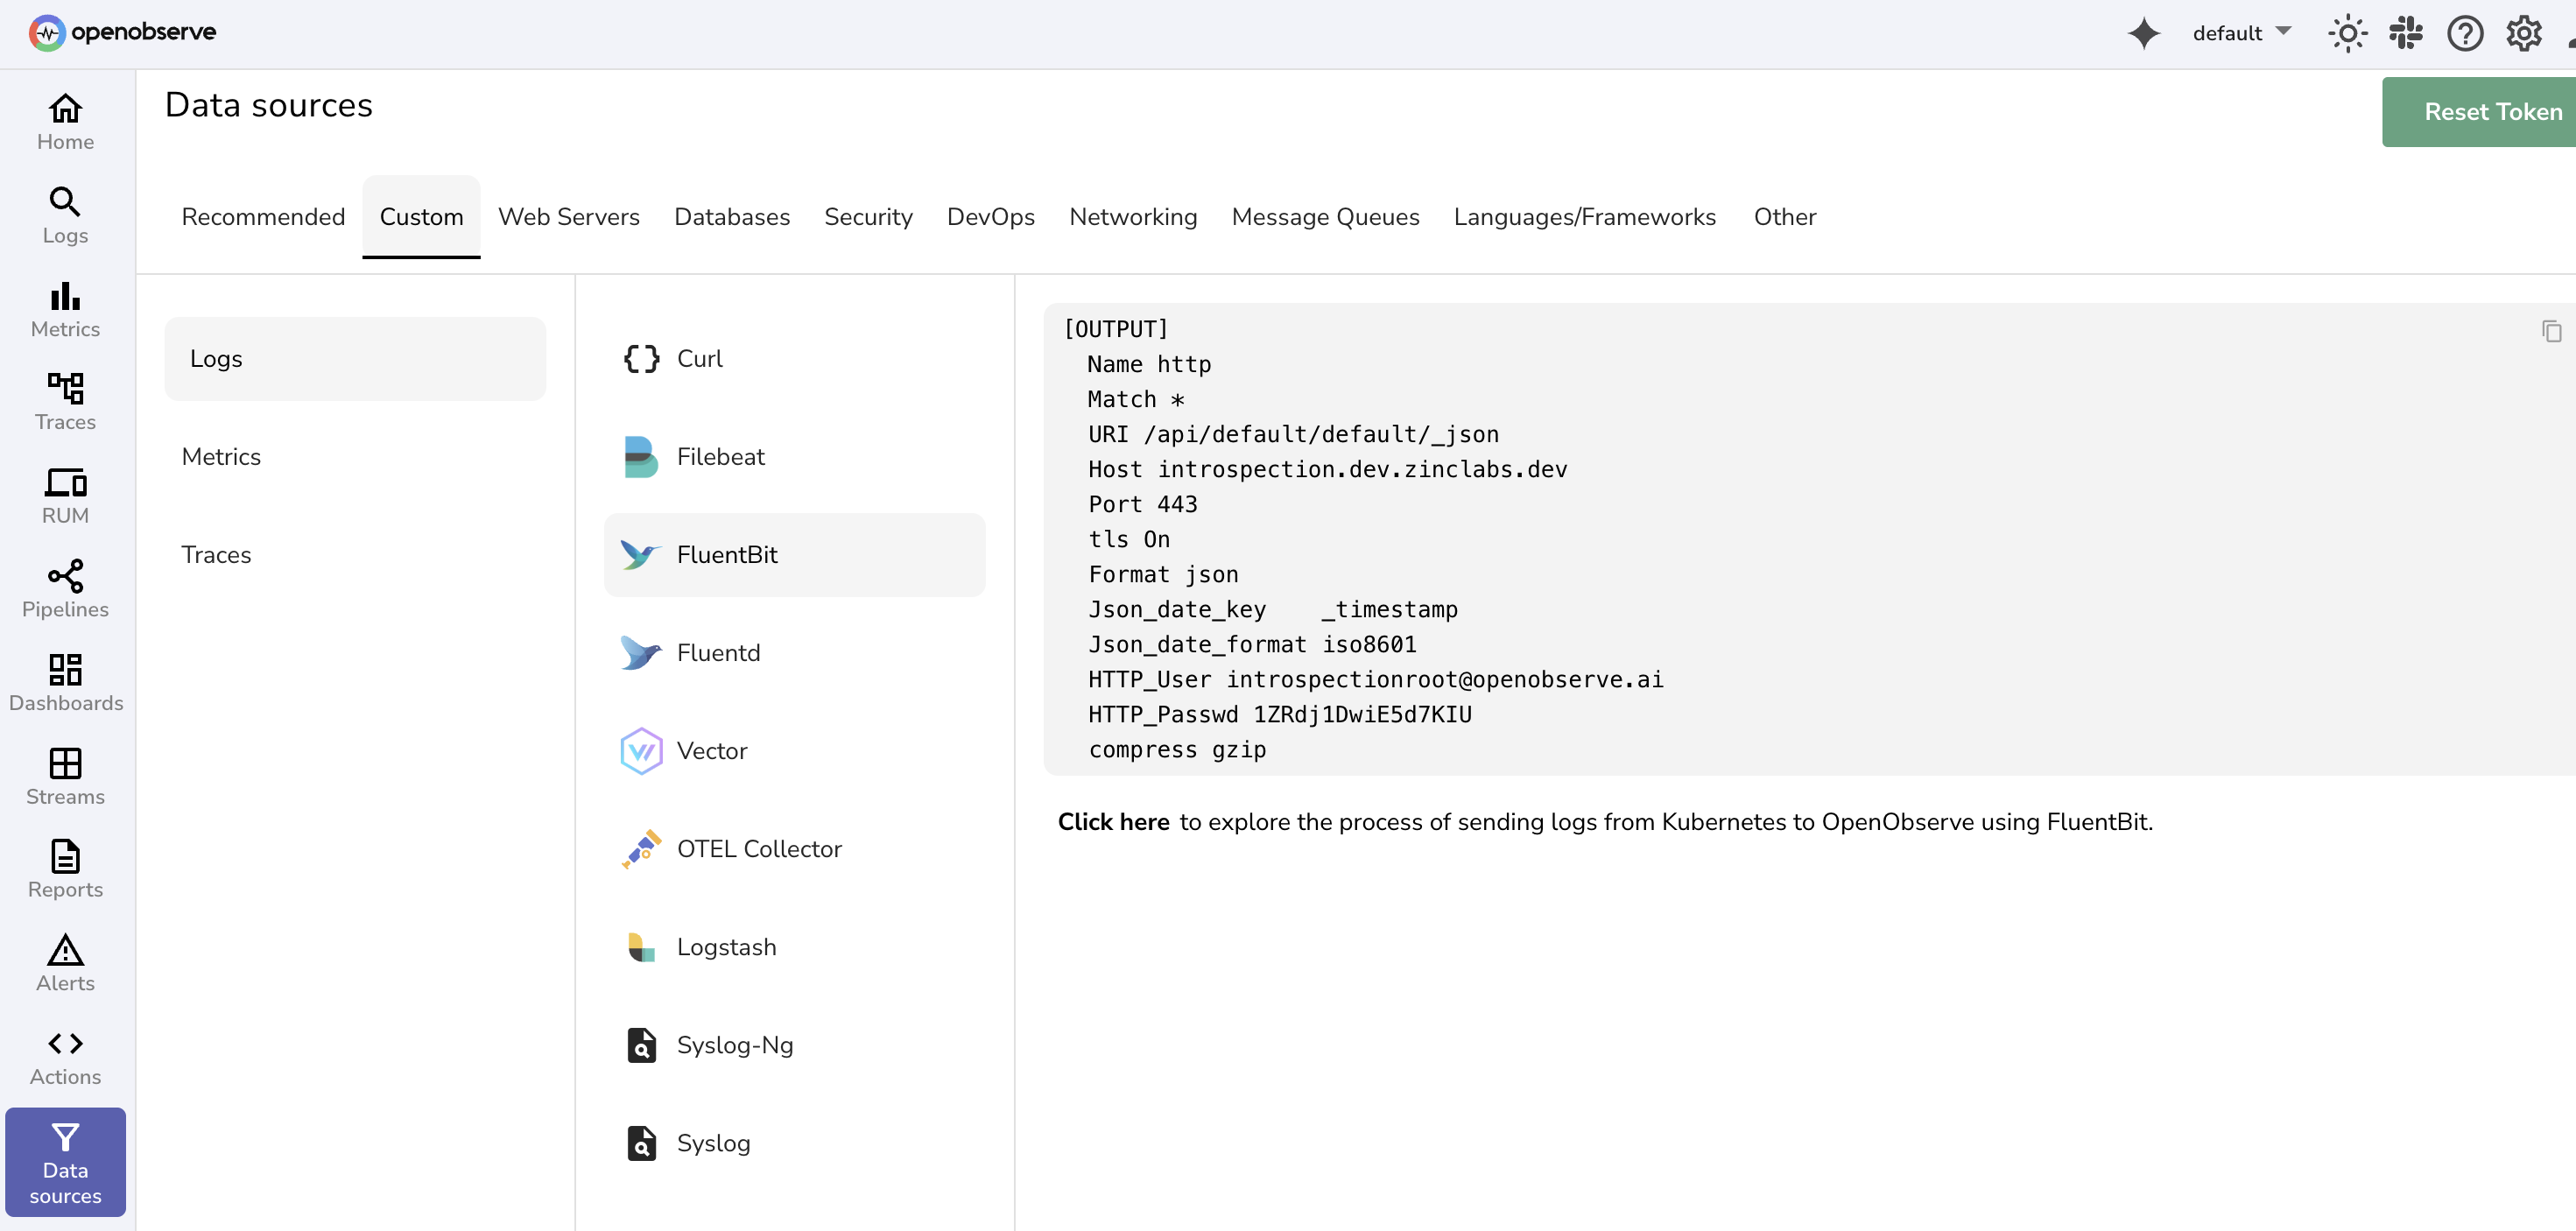 openobserve
default
Home
Logs
Metrics
Traces
RUM
Pipelines
Dashboards
Streams
Reports
Alerts
Actions
Data
sources
Data sources
Reset Token
Recommended Custom Web Servers Databases Security DevOps Networking Message Queues Languages/Frameworks Other
Logs
Metrics
Traces
Curl
Filebeat
FluentBit
Fluentd
Vector
OTEL Collector
Logstash
Syslog-Ng
Syslog
[OUTPUT]
Name http
Match *
URI /api/default/default/_json
Host introspection.dev.zinclabs.dev
Port 443
tls On
Format json
Json_date_key    _timestamp
Json_date_format iso8601
HTTP_User introspectionroot@openobserve.ai
HTTP_Passwd 1ZRdj1DwiE5d7KIU
compress gzip
Click here to explore the process of sending logs from Kubernetes to OpenObserve using FluentBit.